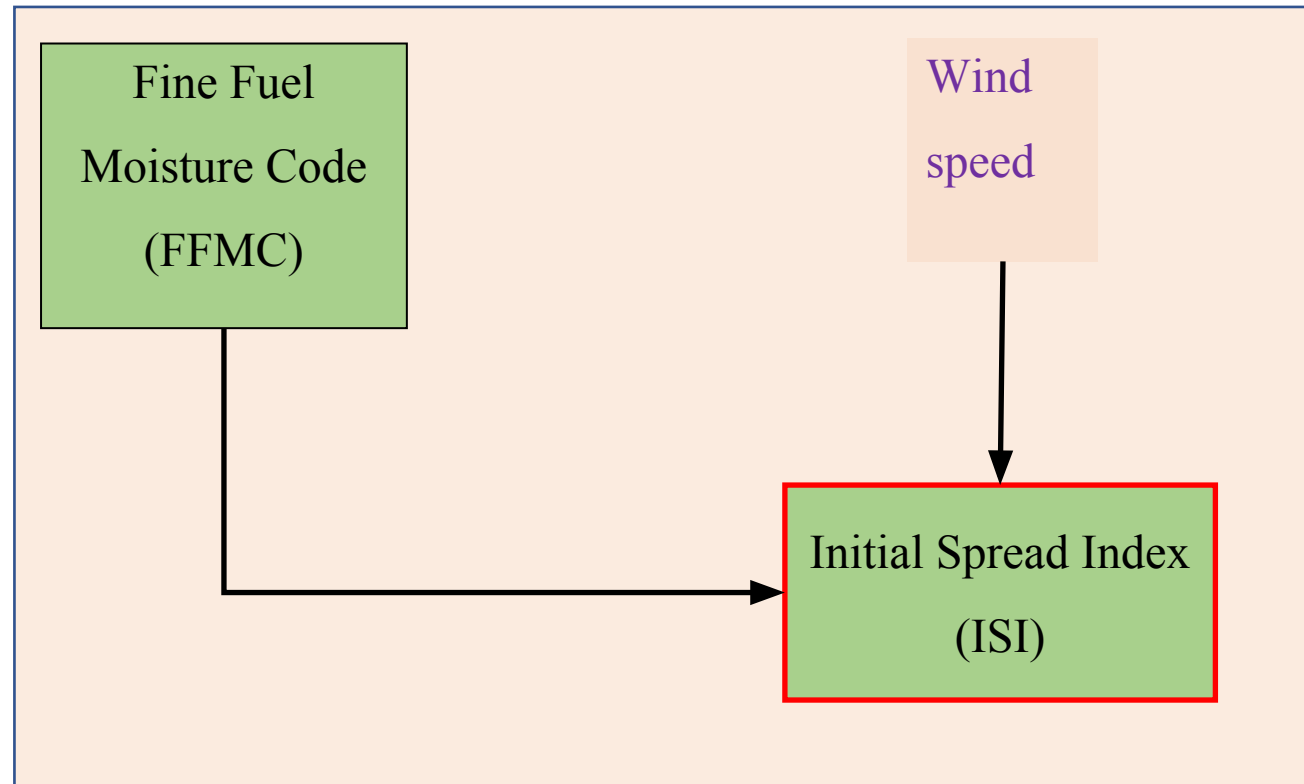 Fine Fuel
Moisture Code
(FFMC)
Wind
speed
Initial Spread Index
(ISI)